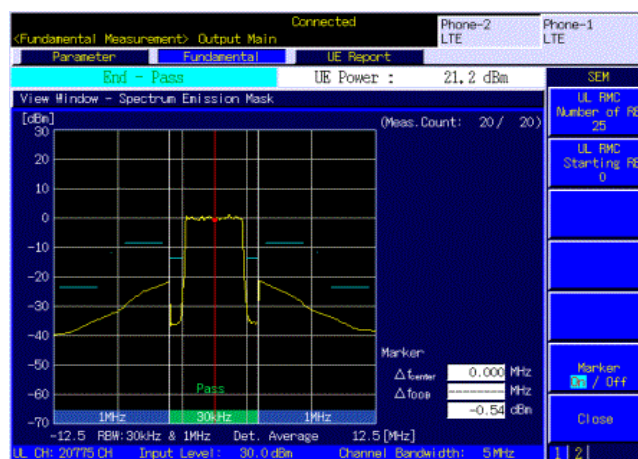 Connected
Phone-2
LTE
Phone-1
LTE
<Fundamental Measurement> Output Main
Parameter
Fundamental
UE Report
End - Pass
UE Power : 21.2 dBm
SEM
View Window - Spectrum Emission Mask
UL RMC
Number of RB
25
[dBm]
(Meas.Count: 20 / 20)
30
20
10
0
-10
-20
-30
-40
-50
-60
-70
UL RMC
Starting RB
0
Pass
1MHz
30kHz
1MHz
-12.5 RBW:30kHz & 1MHz Det. Average 12.5[MHz]
Marker
Δfcenter 0.000 MHz
ΔfOOB ------- MHz
-0.54 dBm
Marker
On / Off
Close
UL CH: 20775CH Input Level: 30.0dBm Channel Bandwidth: 5MHz
1 2